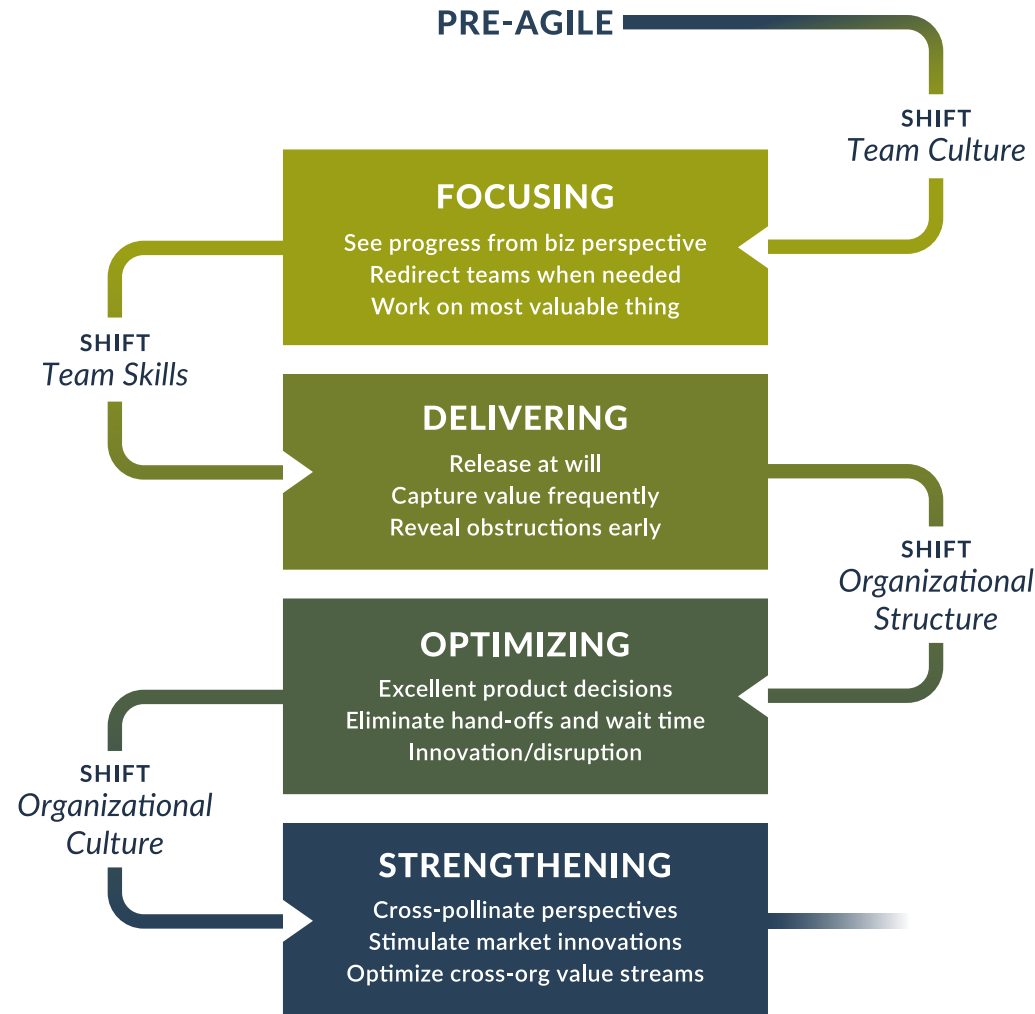 PRE-AGILE
SHIFT
Team Culture
FOCUSING
See progress from biz perspective
Redirect teams when needed
Work on most valuable thing
SHIFT
Team Skills
DELIVERING
Release at will
Capture value frequently
Reveal obstructions early
SHIFT
Organizational
Structure
OPTIMIZING
Excellent product decisions
Eliminate hand-offs and wait time
Innovation/disruption
SHIFT
Organizational
Culture
STRENGTHENING
Cross-pollinate perspectives
Stimulate market innovations
Optimize cross-org value streams